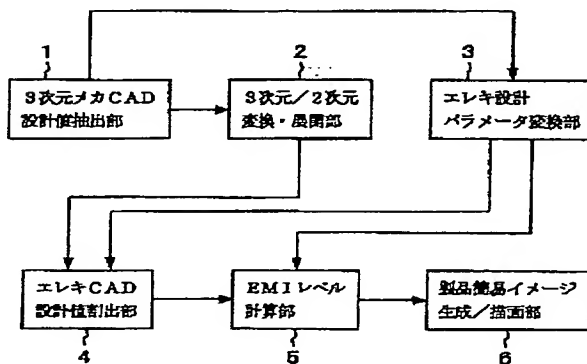 1
3次元メカCAD
設計値抽出部
2
3次元/2次元
変換・展開部
3
エレキ設計
パラメータ変換部
エレキCAD
設計値割出部
4
EMIレベル
計算部
5
製品簡易イメージ
生成/描画部
6